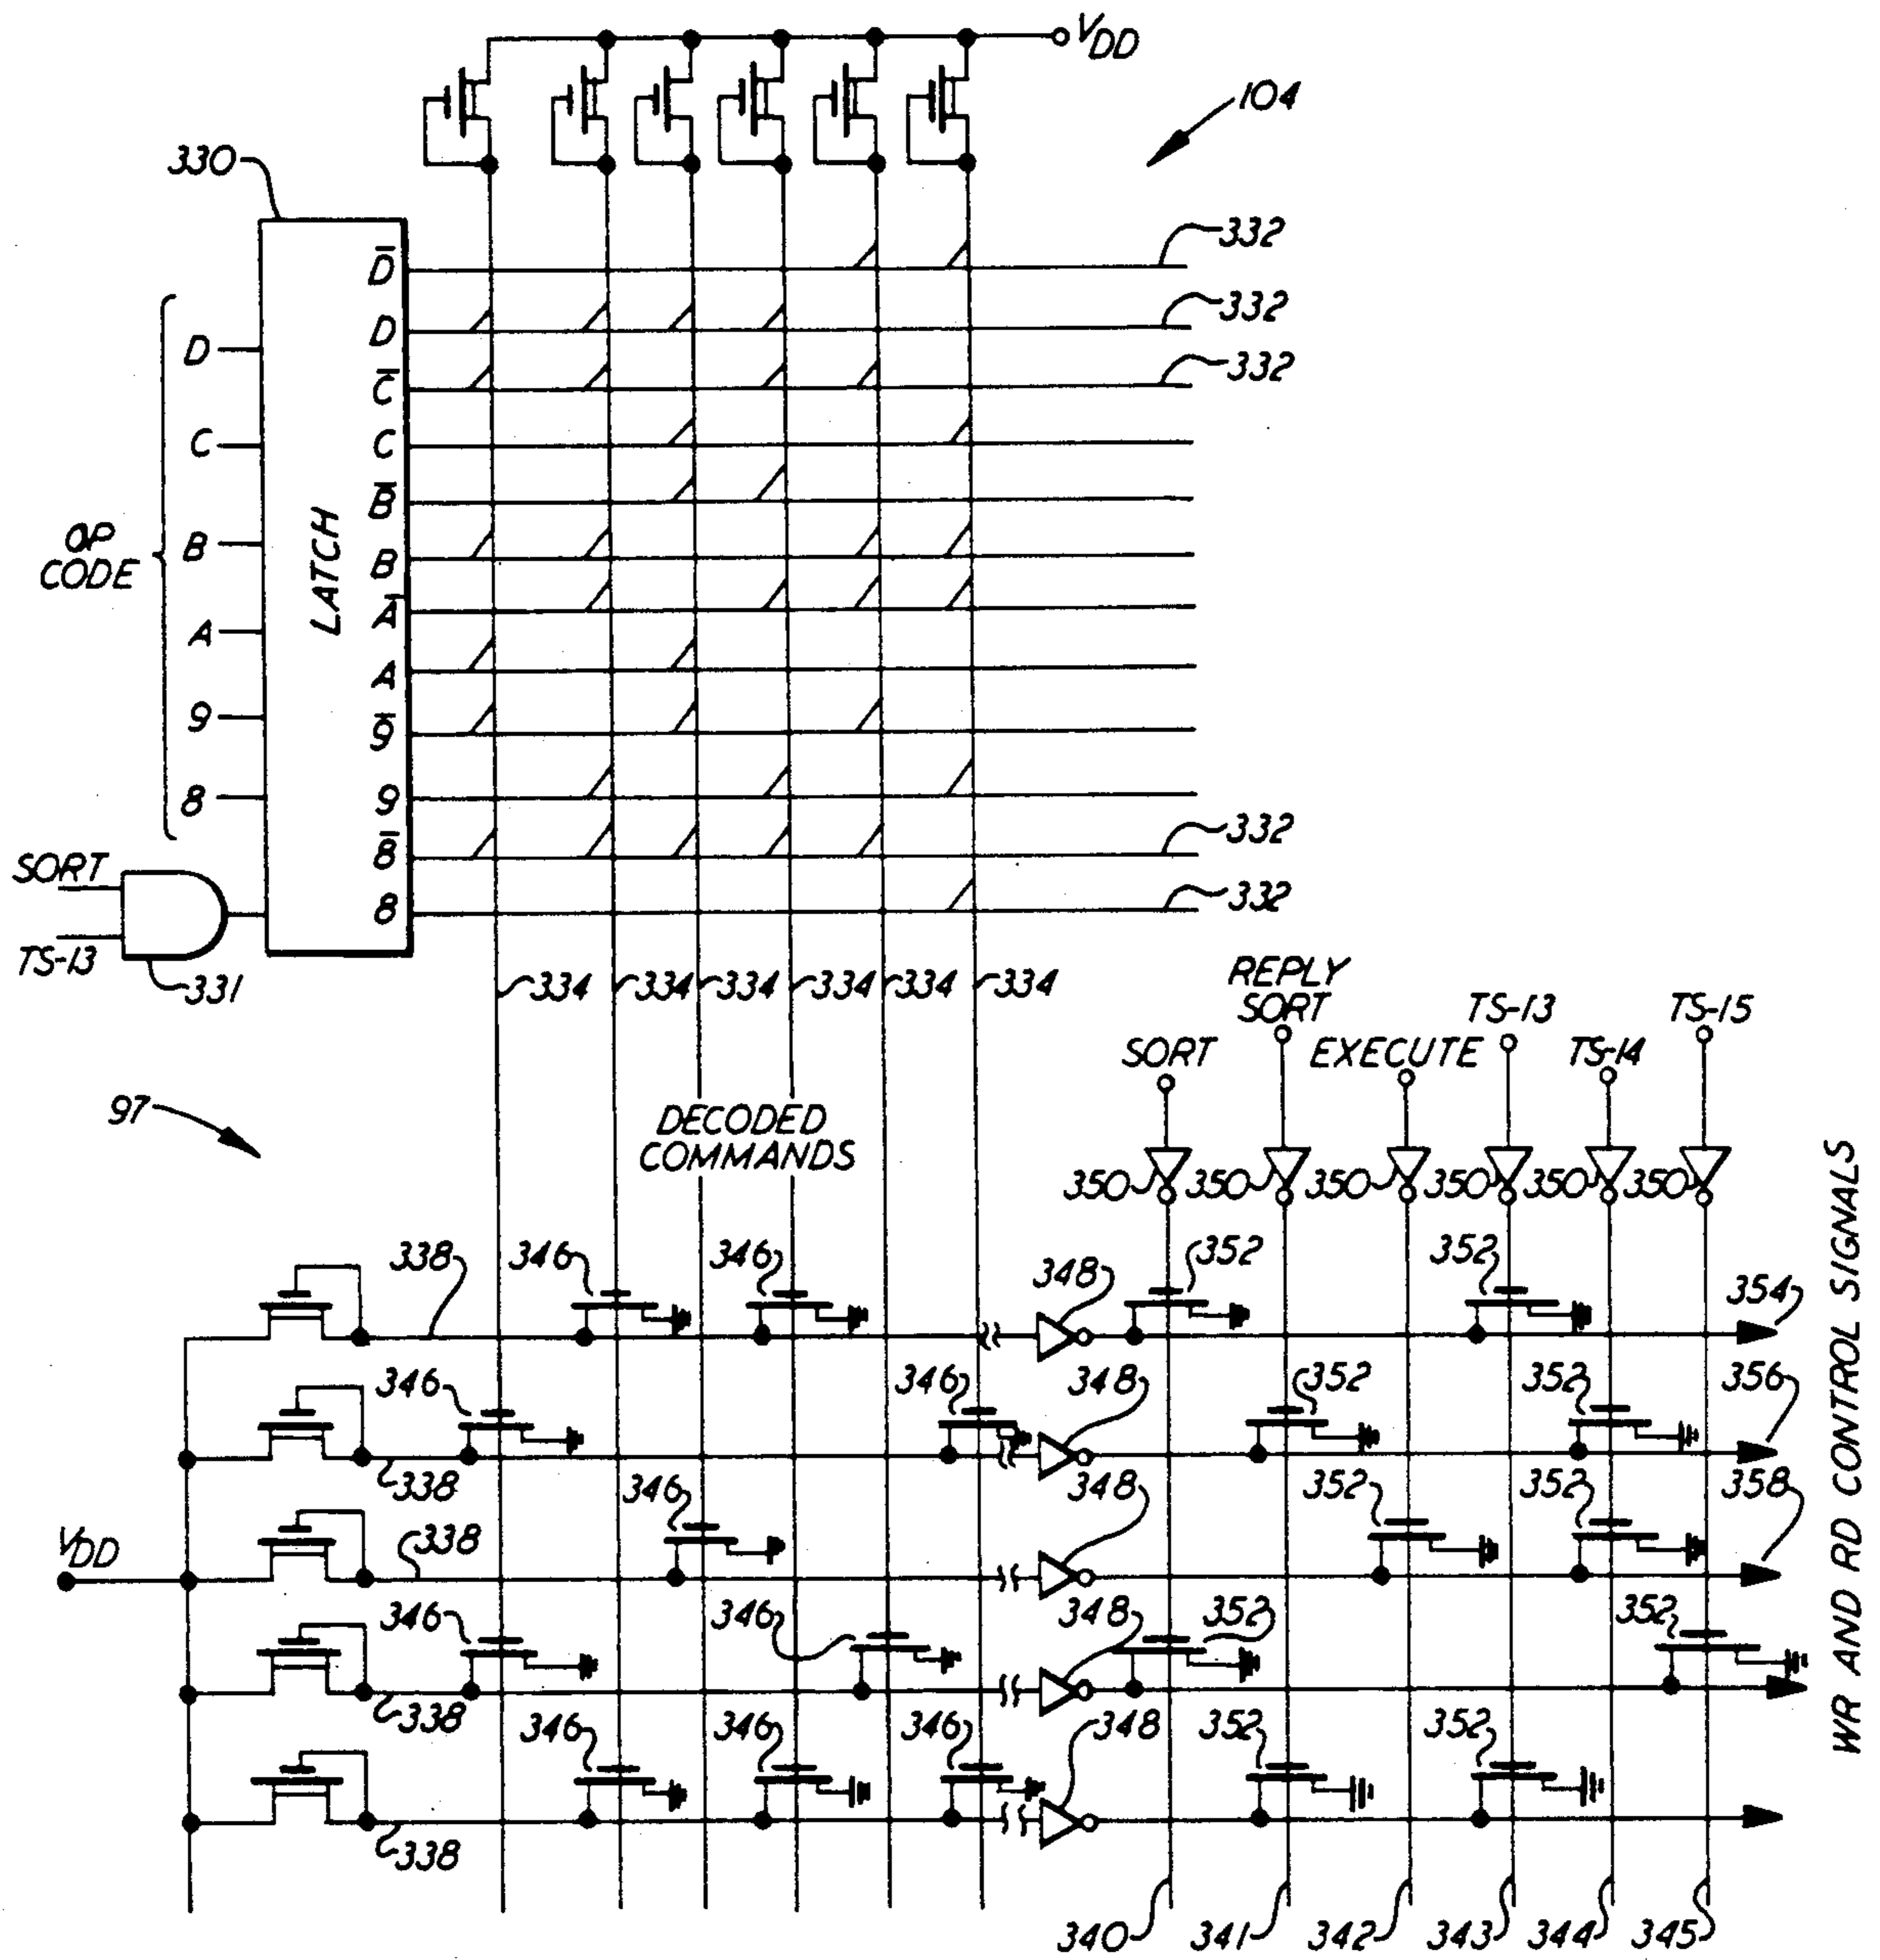 VDD
104
330
D̅
332
D
332
D
C̅
332
C
C
B̅
OP
CODE
B
LATCH
B
A̅
A
A
9
9̅
8
9
8̅
332
SORT
8
332
TS-13
331
334
334
334
334
334
334
REPLY
SORT
TS-13
TS-15
SORT
EXECUTE
TS-14
97
DECODED
COMMANDS
350
350
350
350
350
350
WR AND RD CONTROL SIGNALS
338
346
346
348
352
352
354
346
346
348
352
352
356
338
346
348
352
352
358
VDD
338
346
346
348
352
352
338
346
346
346
348
352
352
338
340
341
342
343
344
345